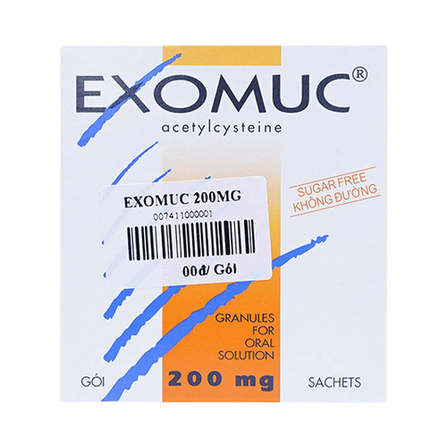 EXOMUC®
acetylcysteine
SUGAR FREE
KHÔNG ĐƯỜNG
EXOMUC 200MG
007411000001
00đ/ Gói
GRANULES
FOR
ORAL
SOLUTION
GÓI 200 mg SACHETS